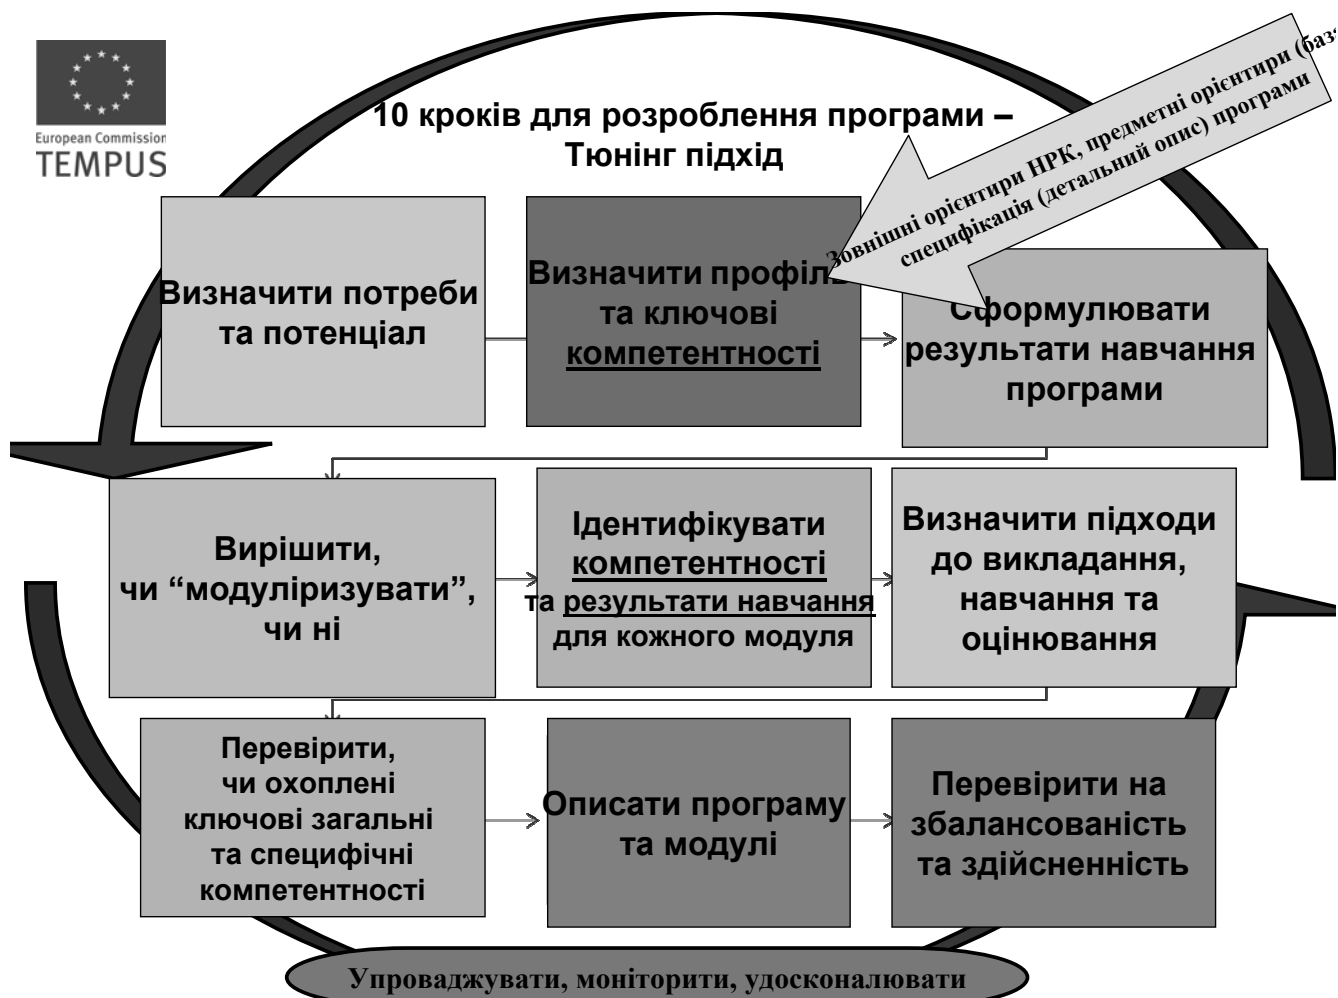 European Commission
TEMPUS
10 кроків для розроблення програми –
Тюнінг підхід
Зовнішні орієнтири НРК, предметні орієнтири (база
специфікація (детальний опис) програми
Визначити потреби
та потенціал
Визначити профіль
та ключові
компетентності
Сформулювати
результати навчання
програми
Вирішити,
чи “модуліризувати”,
чи ні
Ідентифікувати
компетентності
та результати навчання
для кожного модуля
Визначити підходи
до викладання,
навчання та
оцінювання
Перевірити,
чи охоплені
ключові загальні
та специфічні
компетентності
Описати програму
та модулі
Перевірити на
збалансованість
та здійсненність
Упроваджувати, моніторити, удосконалювати